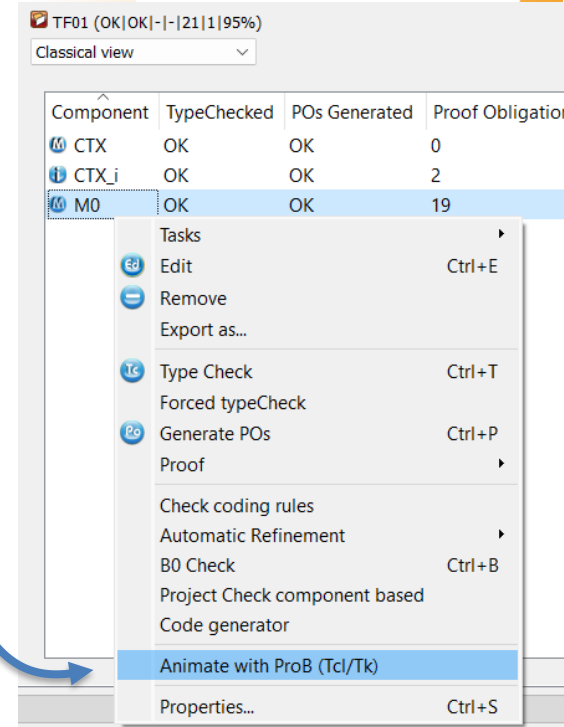 TF01 (OK|OK|-|-|21|1|95%)
Classical view
Component TypeChecked POs Generated Proof Obligation
CTX OK OK 0
CTX_i OK OK 2
M0 OK OK 19
Tasks
Ed Edit Ctrl+E
Remove
Export as...
Tc Type Check Ctrl+T
Forced typeCheck
Po Generate POs Ctrl+P
Proof
Check coding rules
Automatic Refinement
B0 Check Ctrl+B
Project Check component based
Code generator
Animate with ProB (Tcl/Tk)
Properties... Ctrl+S